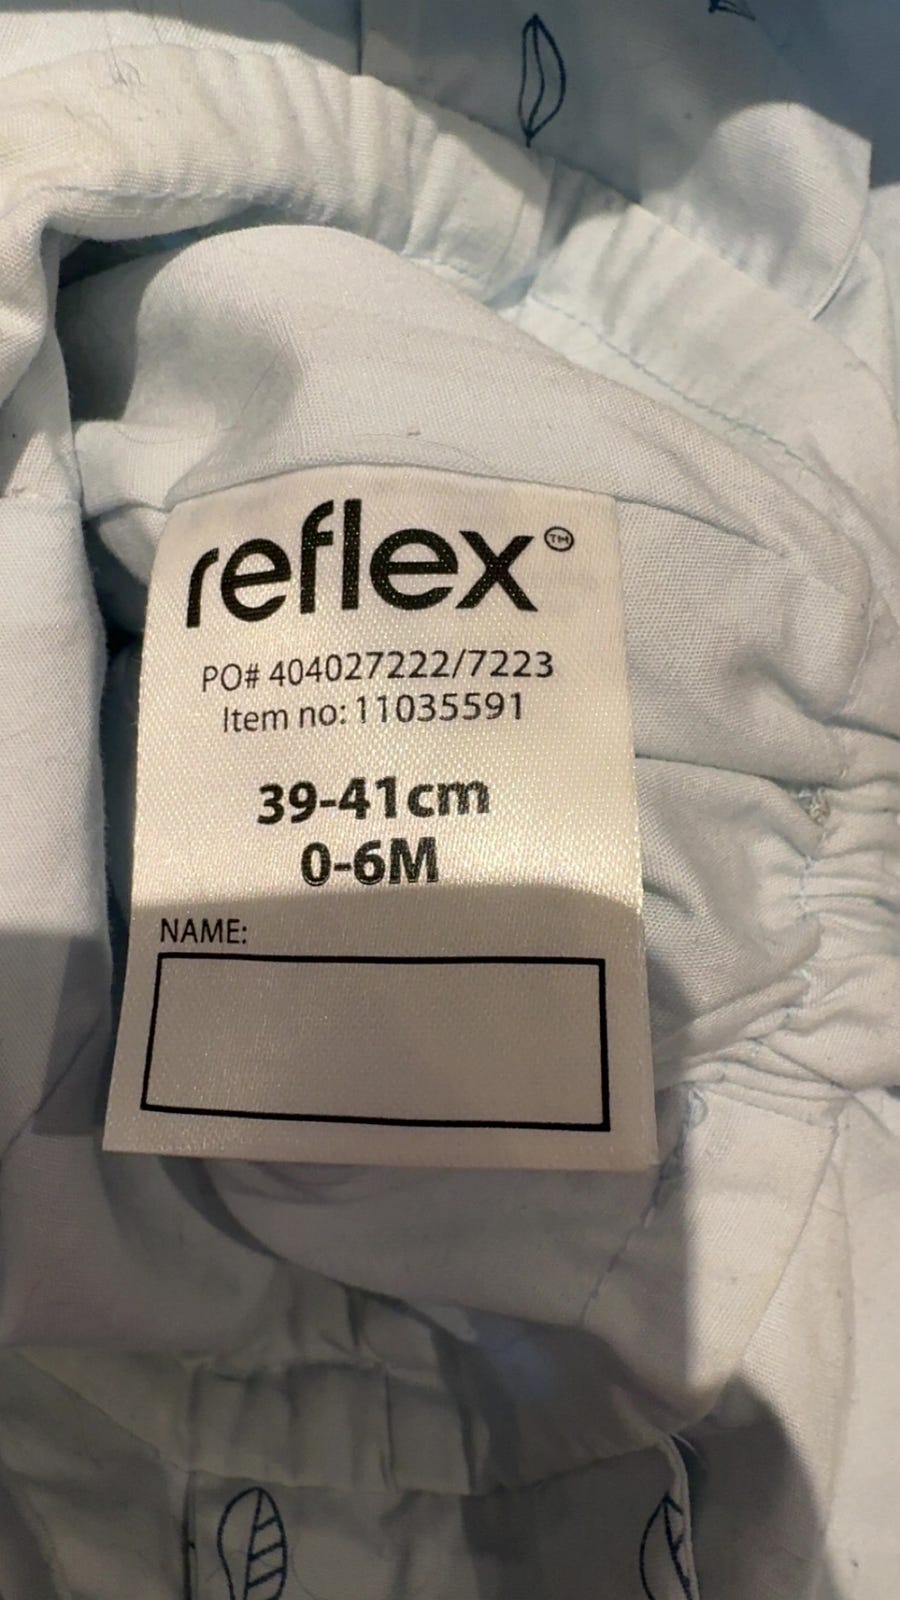 reflex™
PO# 404027222/7223
Item no: 11035591
39-41cm
0-6M
NAME: